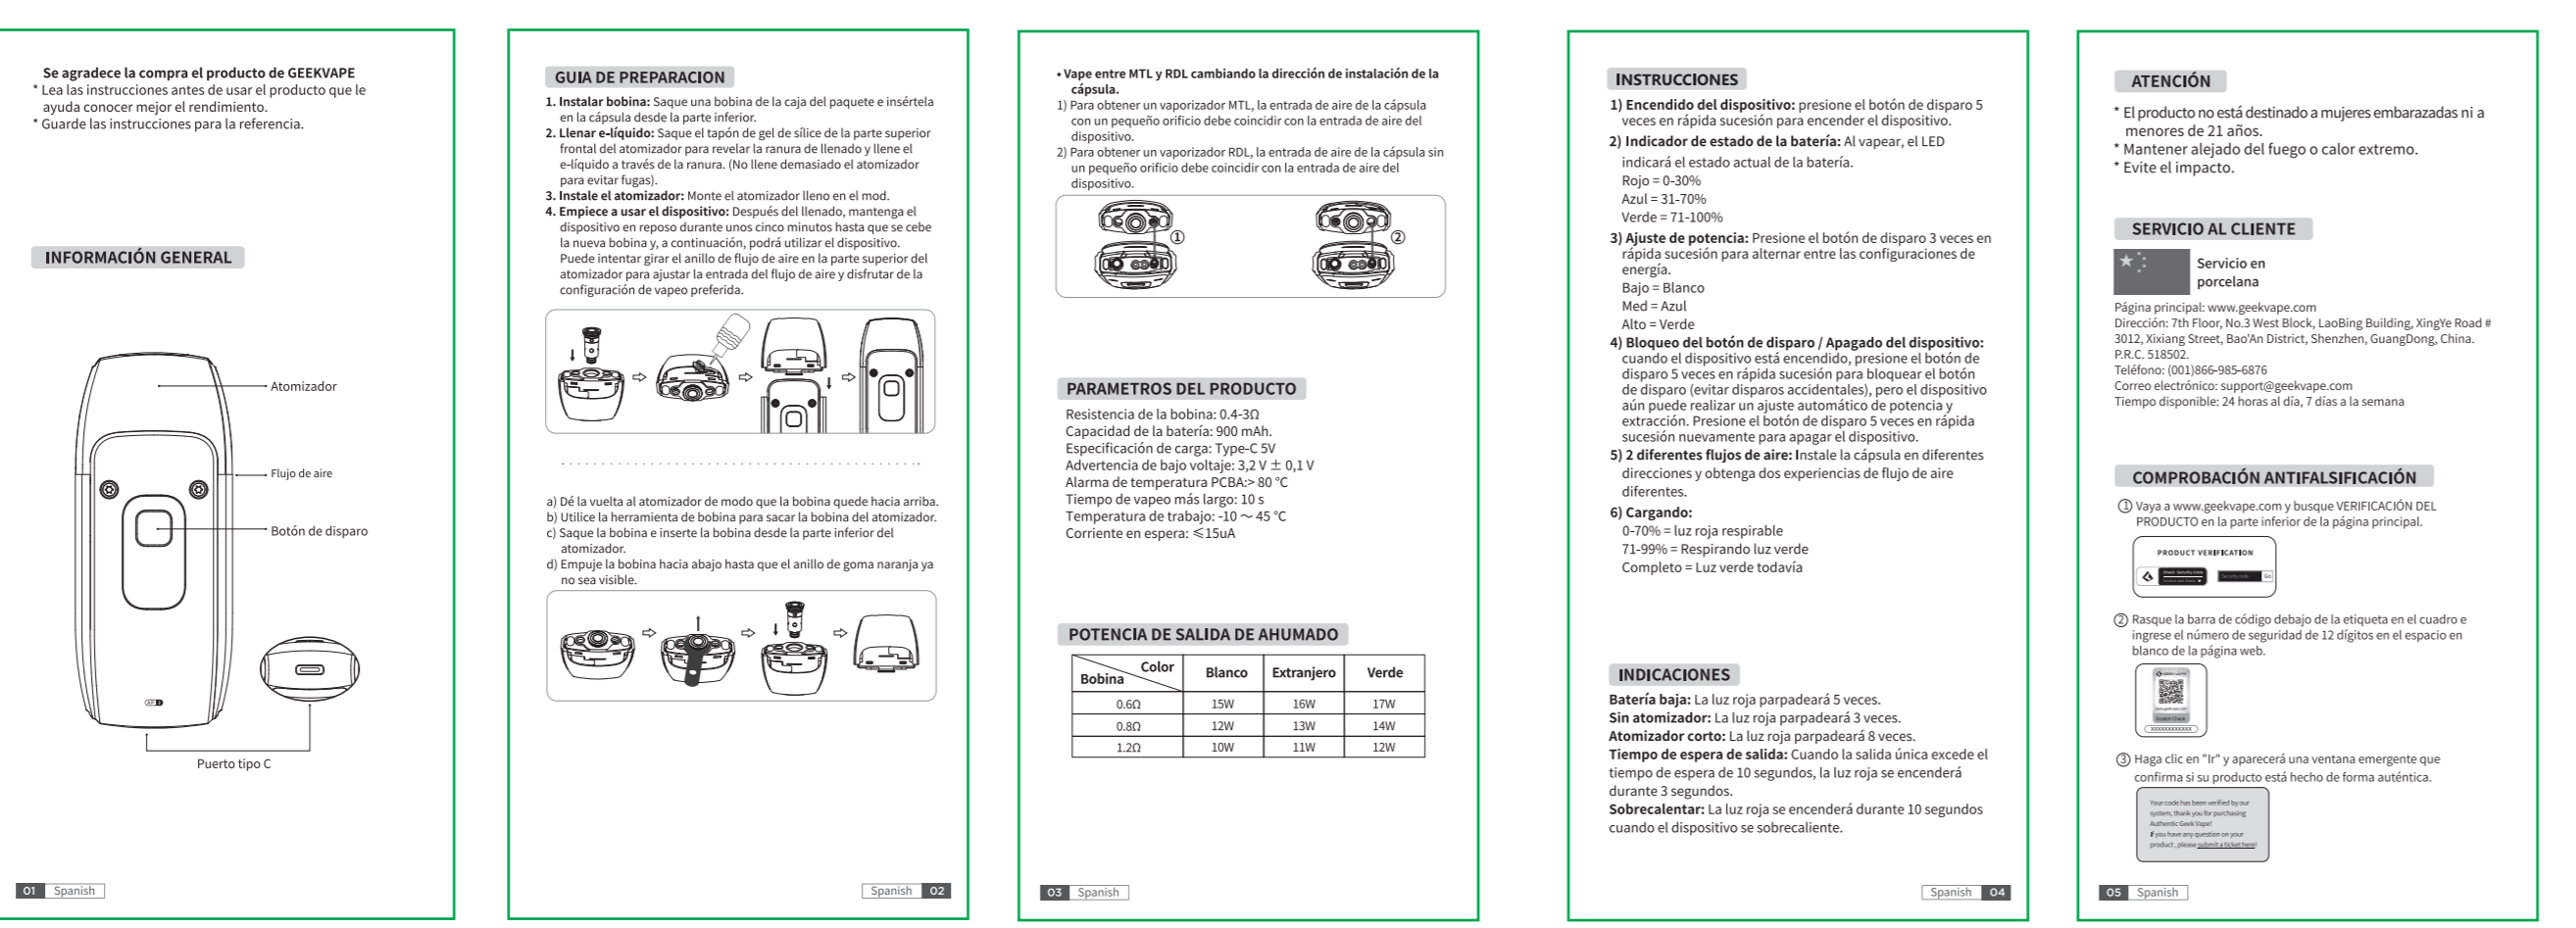 Se agradece la compra el producto de GEEKVAPE
* Lea las instrucciones antes de usar el producto que le
ayuda conocer mejor el rendimiento.
* Guarde las instrucciones para la referencia.
INFORMACIÓN GENERAL
Atomizador
Flujo de aire
Botón de disparo
Puerto tipo C
01 Spanish
GUIA DE PREPARACION
1. Instalar bobina: Saque una bobina de la caja del paquete e insértela
en la cápsula desde la parte inferior.
2. Llenar e-líquido: Saque el tapón de gel de sílice de la parte superior
frontal del atomizador para revelar la ranura de llenado y llene el
e-líquido a través de la ranura. (No llene demasiado el atomizador
para evitar fugas).
3. Instale el atomizador: Monte el atomizador lleno en el mod.
4. Empiece a usar el dispositivo: Después del llenado, mantenga el
dispositivo en reposo durante unos cinco minutos hasta que se cebe
la nueva bobina y, a continuación, podrá utilizar el dispositivo.
Puede intentar girar el anillo de flujo de aire en la parte superior del
atomizador para ajustar la entrada del flujo de aire y disfrutar de la
configuración de vapeo preferida.
a) Dé la vuelta al atomizador de modo que la bobina quede hacia arriba.
b) Utilice la herramienta de bobina para sacar la bobina del atomizador.
c) Saque la bobina e inserte la bobina desde la parte inferior del
atomizador.
d) Empuje la bobina hacia abajo hasta que el anillo de goma naranja ya
no sea visible.
Spanish 02
• Vape entre MTL y RDL cambiando la dirección de instalación de la
cápsula.
1) Para obtener un vaporizador MTL, la entrada de aire de la cápsula
con un pequeño orificio debe coincidir con la entrada de aire del
dispositivo.
2) Para obtener un vaporizador RDL, la entrada de aire de la cápsula sin
un pequeño orificio debe coincidir con la entrada de aire del
dispositivo.
① ②
PARAMETROS DEL PRODUCTO
Resistencia de la bobina: 0.4-3Ω
Capacidad de la batería: 900 mAh.
Especificación de carga: Type-C 5V
Advertencia de bajo voltaje: 3,2 V ± 0,1 V
Alarma de temperatura PCBA:> 80 °C
Tiempo de vapeo más largo: 10 s
Temperatura de trabajo: -10 ～ 45 °C
Corriente en espera: ≤15uA
POTENCIA DE SALIDA DE AHUMADO
Color Bobina Blanco Extranjero Verde
0.6Ω 15W 16W 17W
0.8Ω 12W 13W 14W
1.2Ω 10W 11W 12W
03 Spanish
INSTRUCCIONES
1) Encendido del dispositivo: presione el botón de disparo 5
veces en rápida sucesión para encender el dispositivo.
2) Indicador de estado de la batería: Al vapear, el LED
indicará el estado actual de la batería.
Rojo = 0-30%
Azul = 31-70%
Verde = 71-100%
3) Ajuste de potencia: Presione el botón de disparo 3 veces en
rápida sucesión para alternar entre las configuraciones de
energía.
Bajo = Blanco
Med = Azul
Alto = Verde
4) Bloqueo del botón de disparo / Apagado del dispositivo:
cuando el dispositivo está encendido, presione el botón de
disparo 5 veces en rápida sucesión para bloquear el botón
de disparo (evitar disparos accidentales), pero el dispositivo
aún puede realizar un ajuste automático de potencia y
extracción. Presione el botón de disparo 5 veces en rápida
sucesión nuevamente para apagar el dispositivo.
5) 2 diferentes flujos de aire: Instale la cápsula en diferentes
direcciones y obtenga dos experiencias de flujo de aire
diferentes.
6) Cargando:
0-70% = luz roja respirable
71-99% = Respirando luz verde
Completo = Luz verde todavía
INDICACIONES
Batería baja: La luz roja parpadeará 5 veces.
Sin atomizador: La luz roja parpadeará 3 veces.
Atomizador corto: La luz roja parpadeará 8 veces.
Tiempo de espera de salida: Cuando la salida única excede el
tiempo de espera de 10 segundos, la luz roja se encenderá
durante 3 segundos.
Sobrecalentar: La luz roja se encenderá durante 10 segundos
cuando el dispositivo se sobrecaliente.
Spanish 04
ATENCIÓN
* El producto no está destinado a mujeres embarazadas ni a
menores de 21 años.
* Mantener alejado del fuego o calor extremo.
* Evite el impacto.
SERVICIO AL CLIENTE
Servicio en
porcelana
Página principal: www.geekvape.com
Dirección: 7th Floor, No.3 West Block, LaoBing Building, XingYe Road #
3012, Xixiang Street, Bao'An District, Shenzhen, GuangDong, China.
P.R.C. 518502.
Teléfono: (001)866-985-6876
Correo electrónico: support@geekvape.com
Tiempo disponible: 24 horas al día, 7 días a la semana
COMPROBACIÓN ANTIFALSIFICACIÓN
① Vaya a www.geekvape.com y busque VERIFICACIÓN DEL
PRODUCTO en la parte inferior de la página principal.
PRODUCT VERIFICATION
Go
② Rasque la barra de código debajo de la etiqueta en el cuadro e
ingrese el número de seguridad de 12 dígitos en el espacio en
blanco de la página web.
XXXXXXXXXXXX
③ Haga clic en "Ir" y aparecerá una ventana emergente que
confirma si su producto está hecho de forma auténtica.
Your code has been verified by our
system, thank you for purchasing
Authentic Geek Vape!
If you have any question on your
product , please submit a ticket here!
05 Spanish